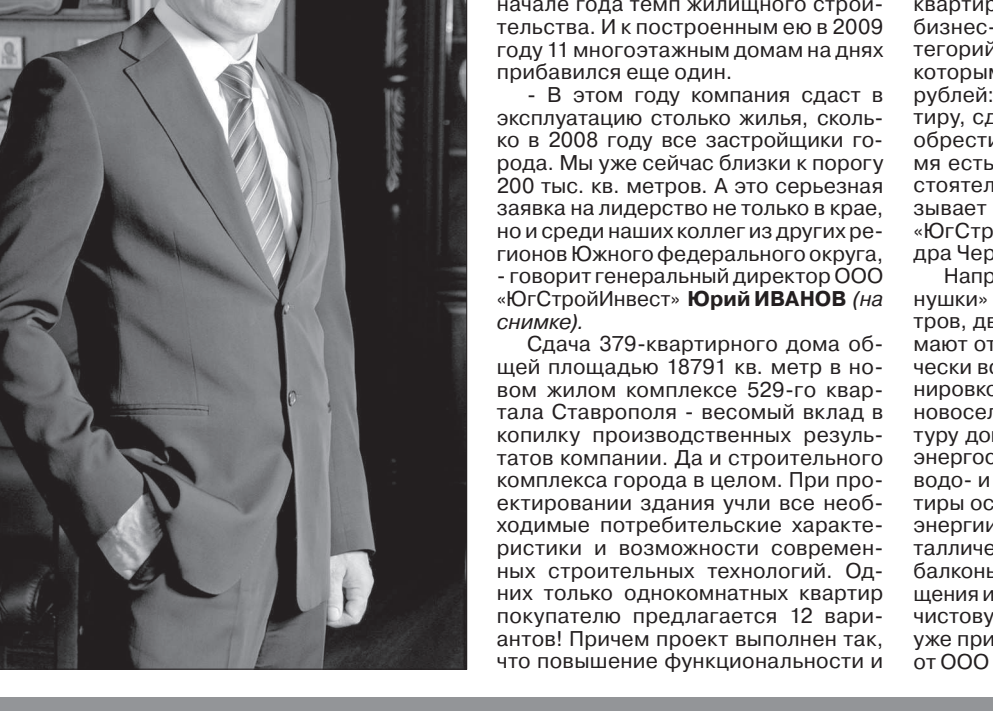 начале года темп жилищного строи-
тельства. И к построенным ею в 2009
году 11 многоэтажным домам на днях
прибавился еще один.
- В этом году компания сдаст в
эксплуатацию столько жилья, сколь-
ко в 2008 году все застройщики го-
рода. Мы уже сейчас близки к порогу
200 тыс. кв. метров. А это серьезная
заявка на лидерство не только в крае,
но и среди наших коллег из других ре-
гионов Южного федерального округа,
- говорит генеральный директор ООО
«ЮгСтройИнвест» Юрий ИВАНОВ (на
снимке).
Сдача 379-квартирного дома об-
щей площадью 18791 кв. метр в но-
вом жилом комплексе 529-го квар-
тала Ставрополя - весомый вклад в
копилку производственных резуль-
татов компании. Да и строительного
комплекса города в целом. При про-
ектировании здания учли все необ-
ходимые потребительские характе-
ристики и возможности современ-
ных строительных технологий. Од-
них только однокомнатных квартир
покупателю предлагается 12 вари-
антов! Причем проект выполнен так,
что повышение функциональности и
квартир
бизнес-
тегорий
которым
рублей:
тиру, сд
обрести
мя есть
стоятел
зывает
«ЮгСтр
дра Чер
Напр
нушки»
тров, дв
мают от
чески во
нировко
новосел
туру дом
энергос
водо- и
тиры ос
энергии
талличе
балконы
щения и
чистову
уже при
от ООО